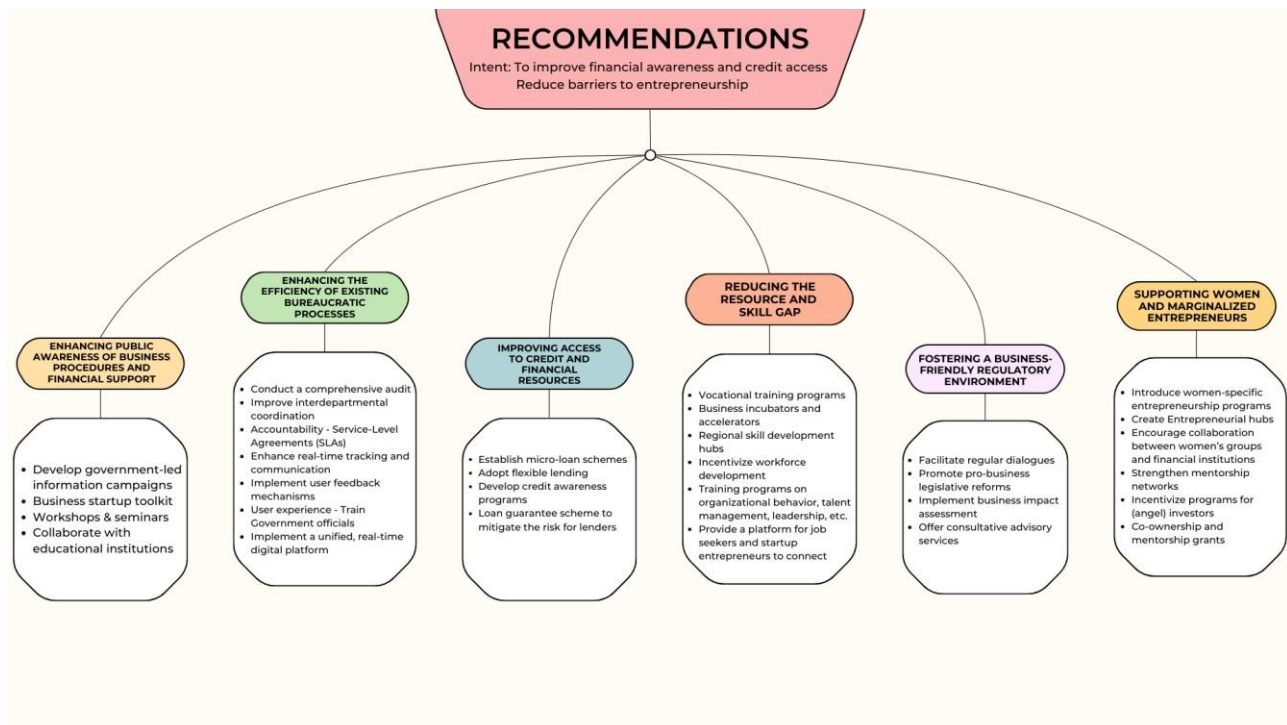 RECOMMENDATIONS
Intent: To improve financial awareness and credit access
Reduce barriers to entrepreneurship
ENHANCING PUBLIC
AWARENESS OF BUSINESS
PROCEDURES AND
FINANCIAL SUPPORT
• Develop government-led
information campaigns
• Business startup toolkit
• Workshops & seminars
• Collaborate with
educational institutions
ENHANCING THE
EFFICIENCY OF EXISTING
BUREAUCRATIC
PROCESSES
• Conduct a comprehensive audit
• Improve interdepartmental
coordination
• Accountability - Service-Level
Agreements (SLAs)
• Enhance real-time tracking and
communication
• Implement user feedback
mechanisms
• User experience - Train
Government officials
• Implement a unified, real-time
digital platform
IMPROVING ACCESS
TO CREDIT AND
FINANCIAL
RESOURCES
• Establish micro-loan schemes
• Adopt flexible lending
• Develop credit awareness
programs
• Loan guarantee scheme to
mitigate the risk for lenders
REDUCING THE
RESOURCE AND
SKILL GAP
• Vocational training programs
• Business incubators and
accelerators
• Regional skill development
hubs
• Incentivize workforce
development
• Training programs on
organizational behavior, talent
management, leadership, etc.
• Provide a platform for job
seekers and startup
entrepreneurs to connect
FOSTERING A BUSINESS-
FRIENDLY REGULATORY
ENVIRONMENT
• Facilitate regular dialogues
• Promote pro-business
legislative reforms
• Implement business impact
assessment
• Offer consultative advisory
services
SUPPORTING WOMEN
AND MARGINALIZED
ENTREPRENEURS
• Introduce women-specific
entrepreneurship programs
• Create Entrepreneurial hubs
• Encourage collaboration
between women's groups
and financial institutions
• Strengthen mentorship
networks
• Incentivize programs for
(angel) investors
• Co-ownership and
mentorship grants